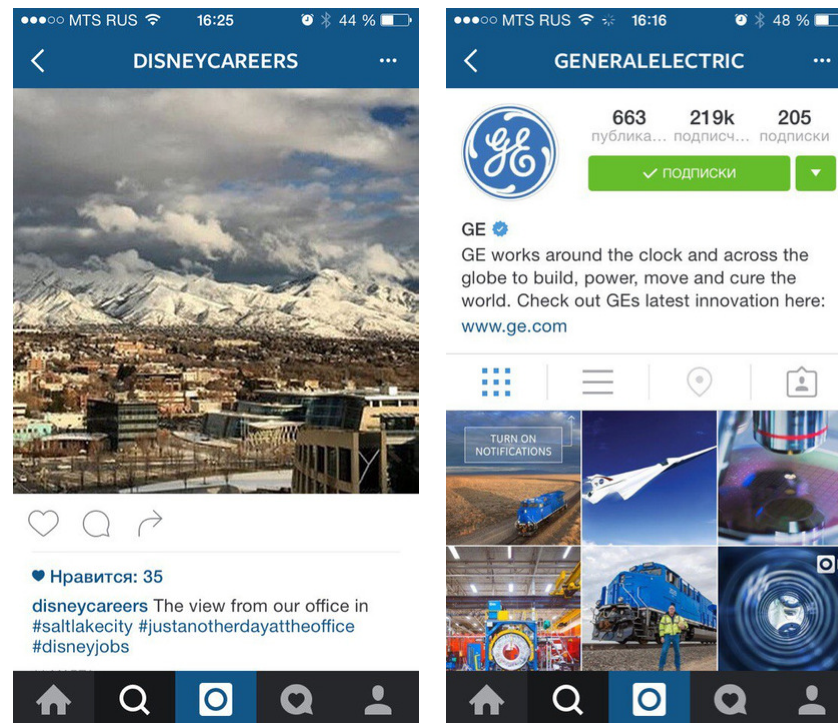 MTS RUS 16:25 44 %
DISNEYCAREERS
Нравится: 35
disneycareers The view from our office in
#saltlakecity #justanotherdayattheoffice
#disneyjobs
MTS RUS 16:16 48 %
GENERALELECTRIC
663 219k 205
публика... подписч... подписки
ПОДПИСКИ
GE
GE works around the clock and across the
globe to build, power, move and cure the
world. Check out GEs latest innovation here:
www.ge.com
TURN ON
NOTIFICATIONS